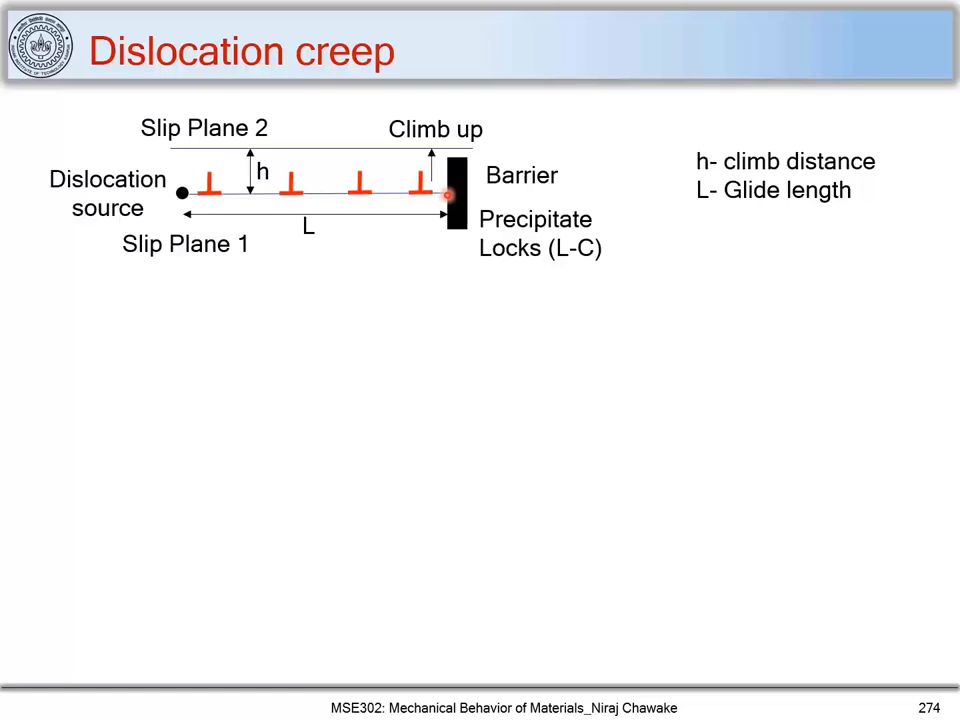 Dislocation creep
Slip Plane 2
Climb up
h
Dislocation
source
Barrier
Precipitate
Locks (L-C)
L
Slip Plane 1
h- climb distance
L- Glide length
MSE302: Mechanical Behavior of Materials_Niraj Chawake
274